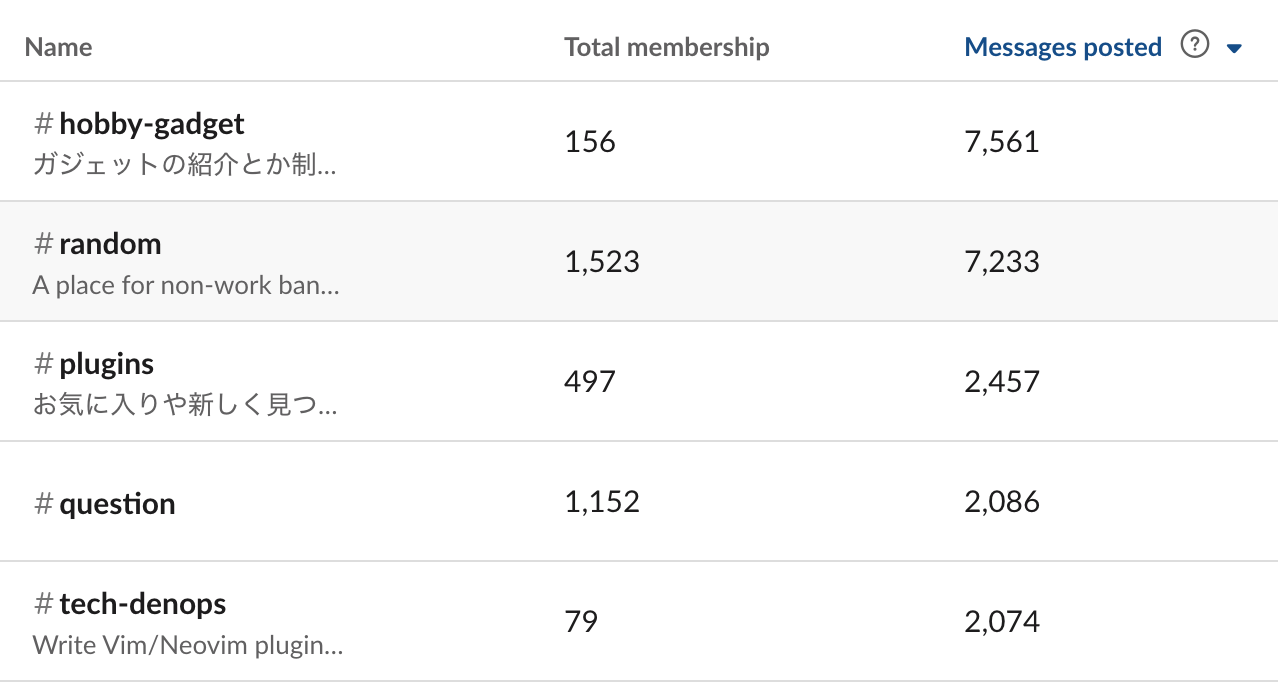 Name Total membership Messages posted ?
# hobby-gadget 156 7,561
ガジェットの紹介とか制...
# random 1,523 7,233
A place for non-work ban...
# plugins 497 2,457
お気に入りや新しく見つ...
# question 1,152 2,086
# tech-denops 79 2,074
Write Vim/Neovim plugin...